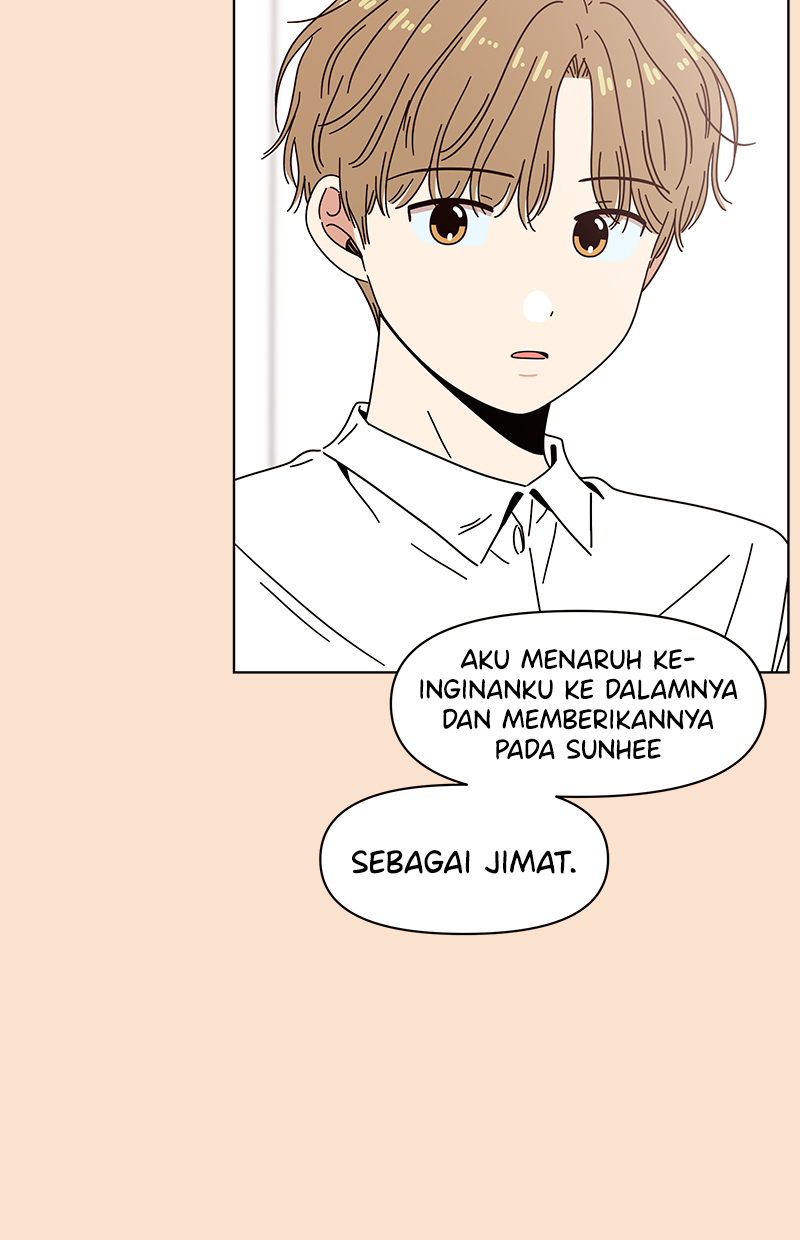 AKU MENARUH KE-
INGINANKU KE DALAMNYA
DAN MEMBERIKANNYA
PADA SUNHEE
SEBAGAI JIMAT.